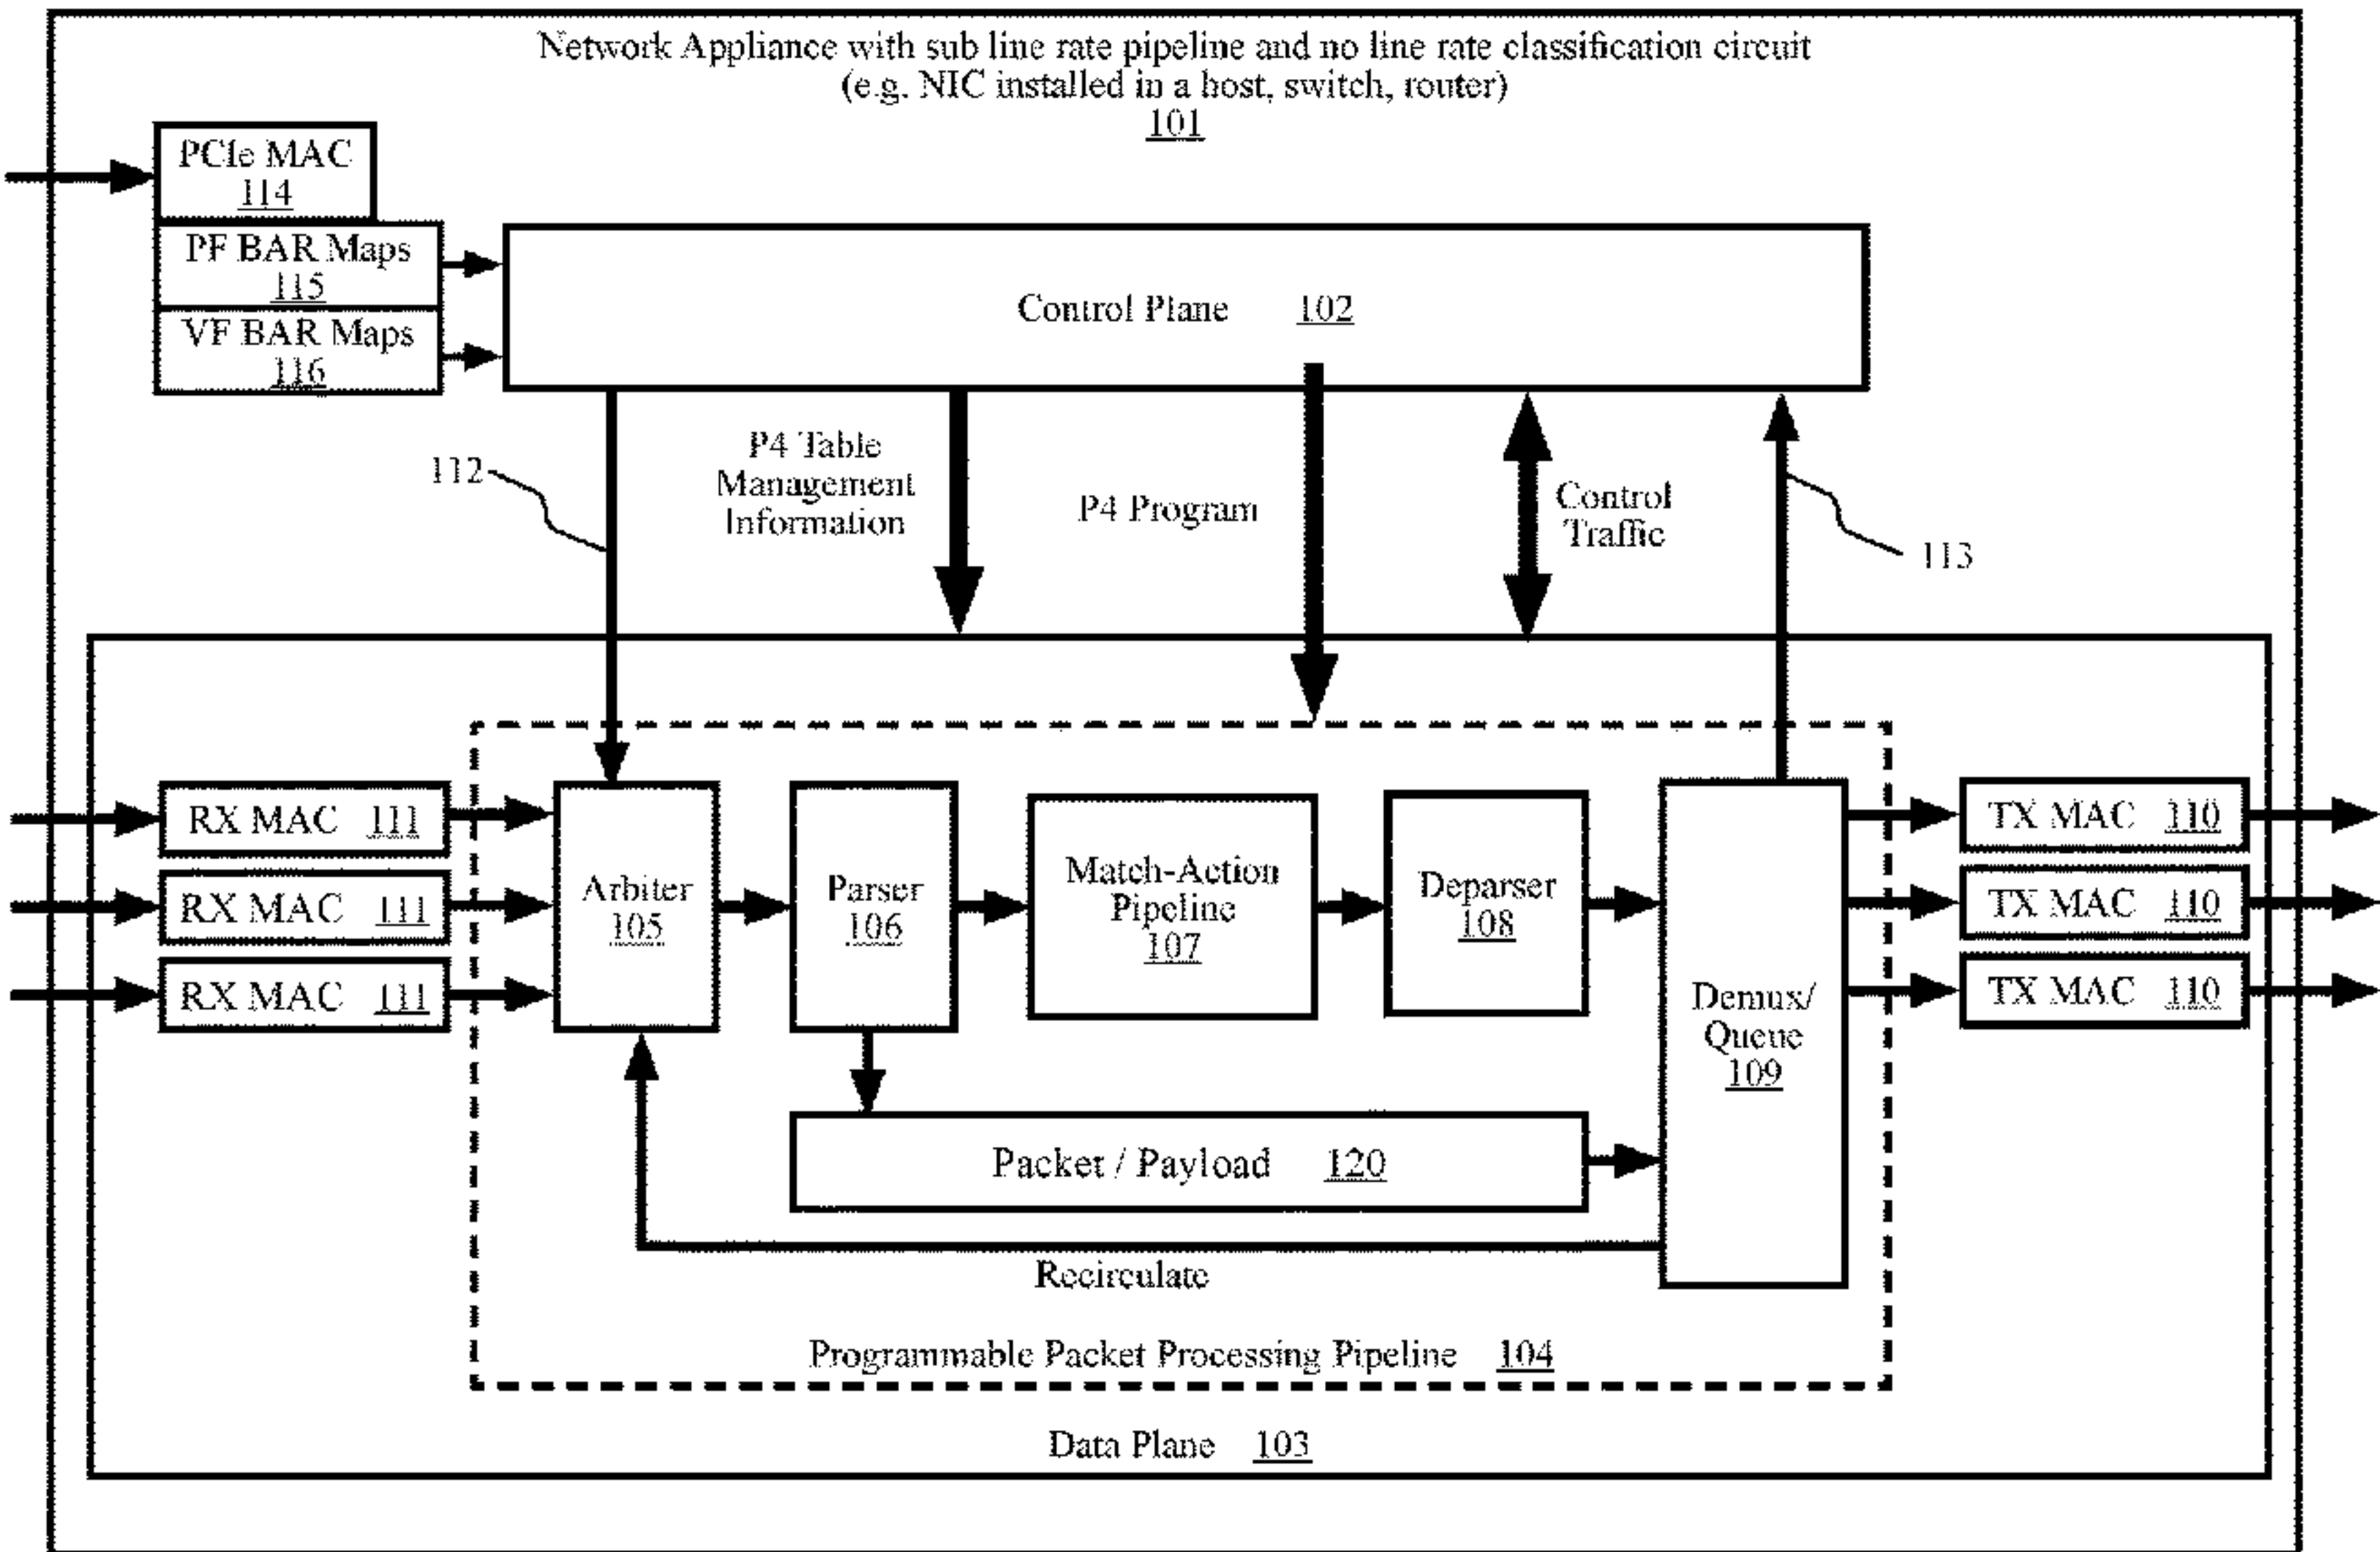 Network Appliance with sub line rate pipeline and no line rate classification circuit
(e.g. NIC installed in a host, switch, router)
101
PCIe MAC
114
PF BAR Maps
115
VF BAR Maps
116
Control Plane 102
112
P4 Table
Management
Information
P4 Program
Control
Traffic
113
RX MAC 111
RX MAC 111
RX MAC 111
Arbiter
105
Parser
106
Match-Action
Pipeline
107
Deparser
108
Demux/
Queue
109
TX MAC 110
TX MAC 110
TX MAC 110
Packet / Payload 120
Recirculate
Programmable Packet Processing Pipeline 104
Data Plane 103